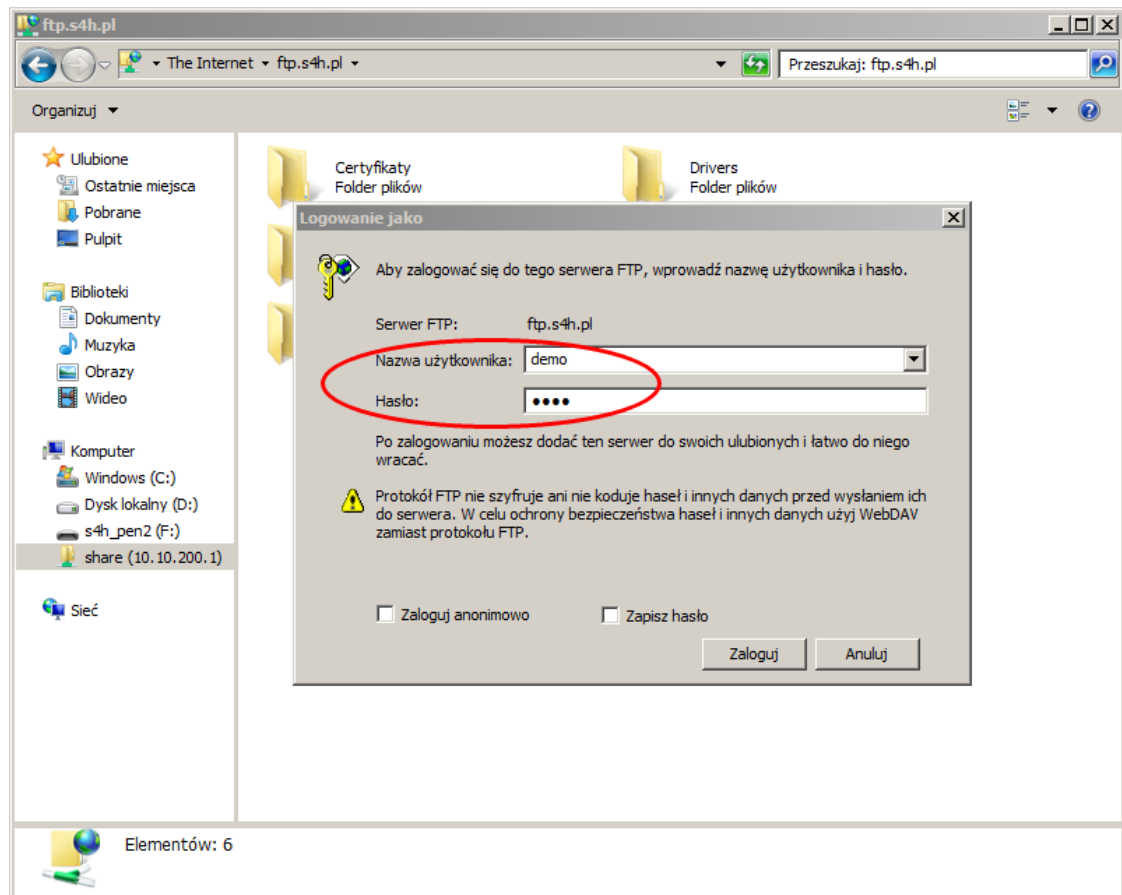 ftp.s4h.pl
The Internet ftp.s4h.pl
Przeszukaj: ftp.s4h.pl
Organizuj
Ulubione
Ostatnie miejsca
Pobrane
Pulpit
Biblioteki
Dokumenty
Muzyka
Obrazy
Wideo
Komputer
Windows (C:)
Dysk lokalny (D:)
s4h_pen2 (F:)
share (10.10.200.1)
Sieć
Certyfikaty
Folder plików
Drivers
Folder plików
Logowanie jako
Aby zalogować się do tego serwera FTP, wprowadź nazwę użytkownika i hasło.
Serwer FTP: ftp.s4h.pl
Nazwa użytkownika: demo
Hasło: ••••
Po zalogowaniu możesz dodać ten serwer do swoich ulubionych i łatwo do niego
wracać.
Protokół FTP nie szyfruje ani nie koduje haseł i innych danych przed wysłaniem ich
do serwera. W celu ochrony bezpieczeństwa haseł i innych danych użyj WebDAV
zamiast protokołu FTP.
Zaloguj anonimowo Zapisz hasło
Zaloguj Anuluj
Elementów: 6